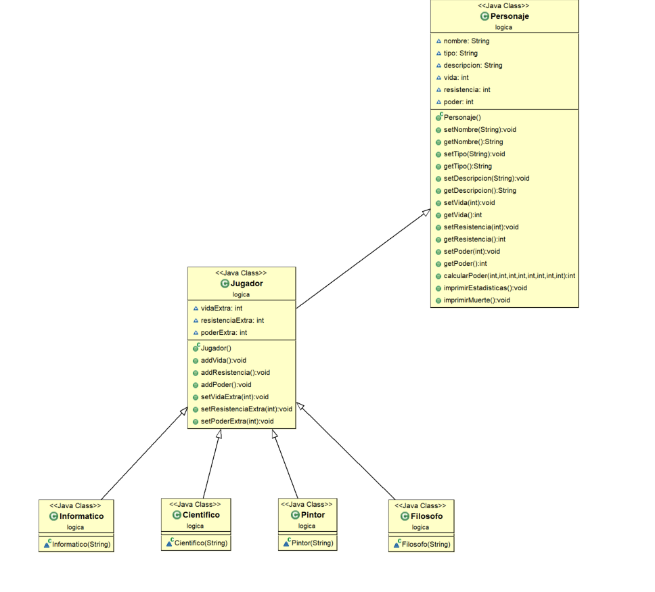 <<Java Class>>
Personaje
logica
nombre: String
tipo: String
descripcion: String
vida: int
resistencia: int
poder: int
Personaje()
setNombre(String):void
getNombre():String
setTipo(String):void
getTipo():String
setDescripcion(String):void
getDescripcion():String
setVida(int):void
getVida():int
setResistencia(int):void
getResistencia():int
setPoder(int):void
getPoder():int
calcularPoder(int,int,int,int,int,int,int,int):int
imprimirEstadisticas():void
imprimirMuerte():void
<<Java Class>>
Jugador
logica
vidaExtra: int
resistenciaExtra: int
poderExtra: int
Jugador()
addVida():void
addResistencia():void
addPoder():void
setVidaExtra(int):void
setResistenciaExtra(int):void
setPoderExtra(int):void
<<Java Class>>
Informatico
logica
Informatico(String)
<<Java Class>>
Cientifico
logica
Cientifico(String)
<<Java Class>>
Pintor
logica
Pintor(String)
<<Java Class>>
Filosofo
logica
Filosofo(String)